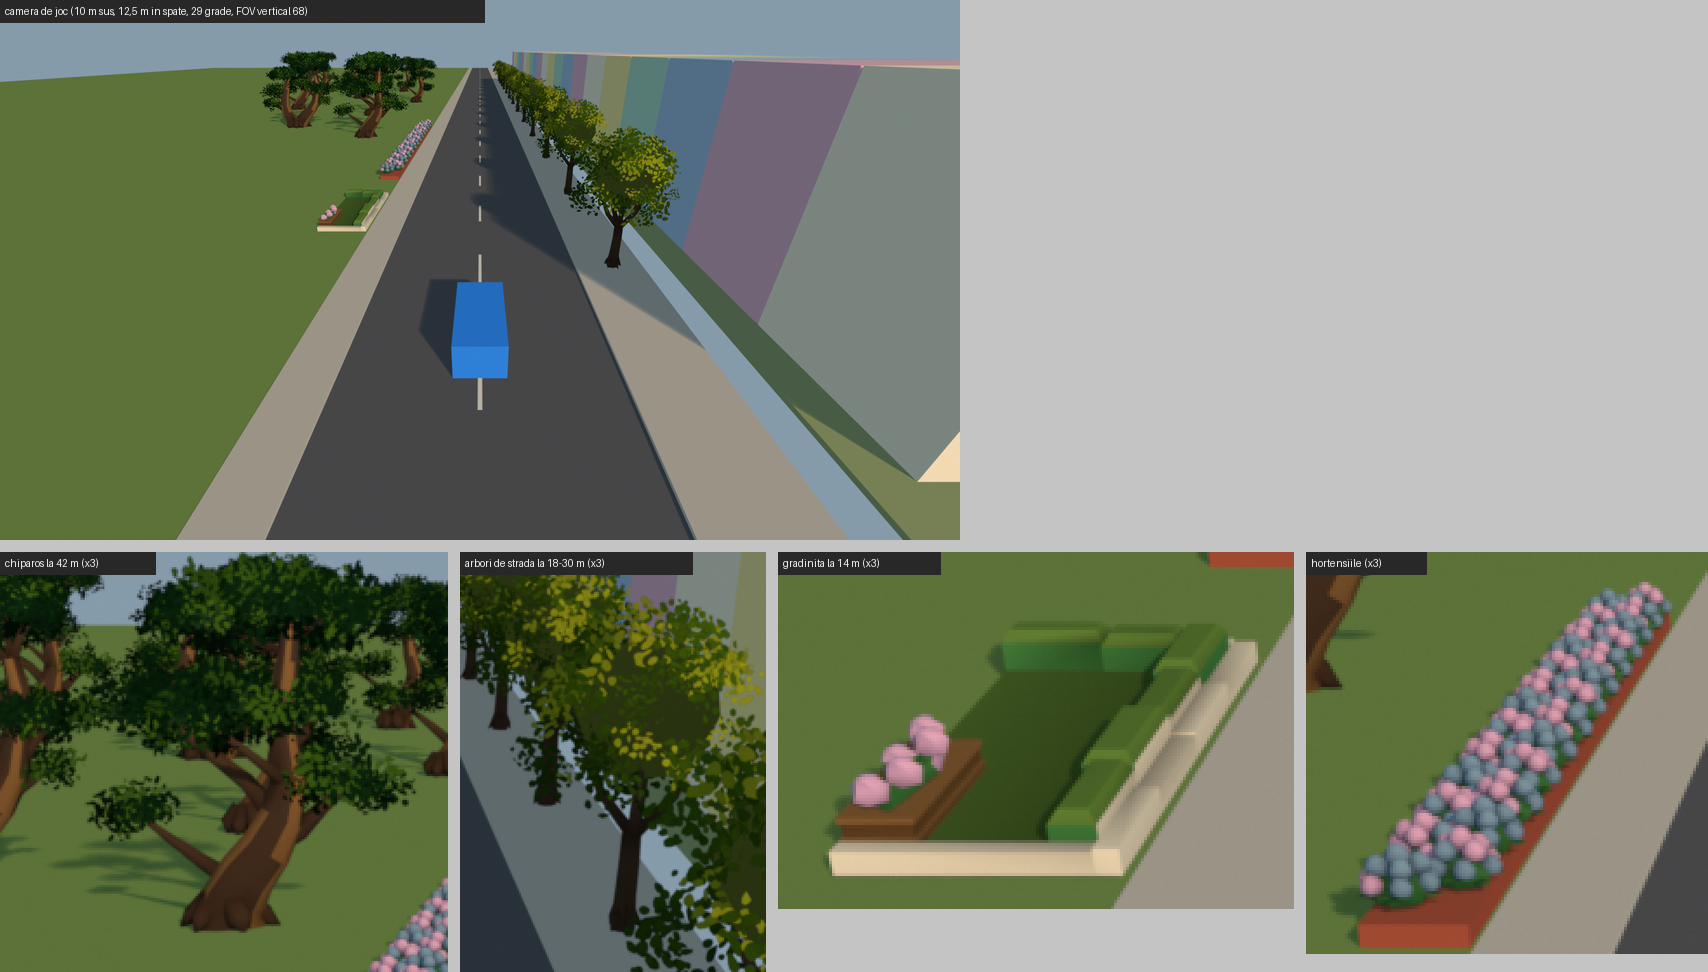 camera de joc (10 m sus, 12,5 m in spate, 29 grade, FOV vertical 68)
chiparos la 42 m (x3)
arbori de strada la 18-30 m (x3)
gradinita la 14 m (x3)
hortensiile (x3)